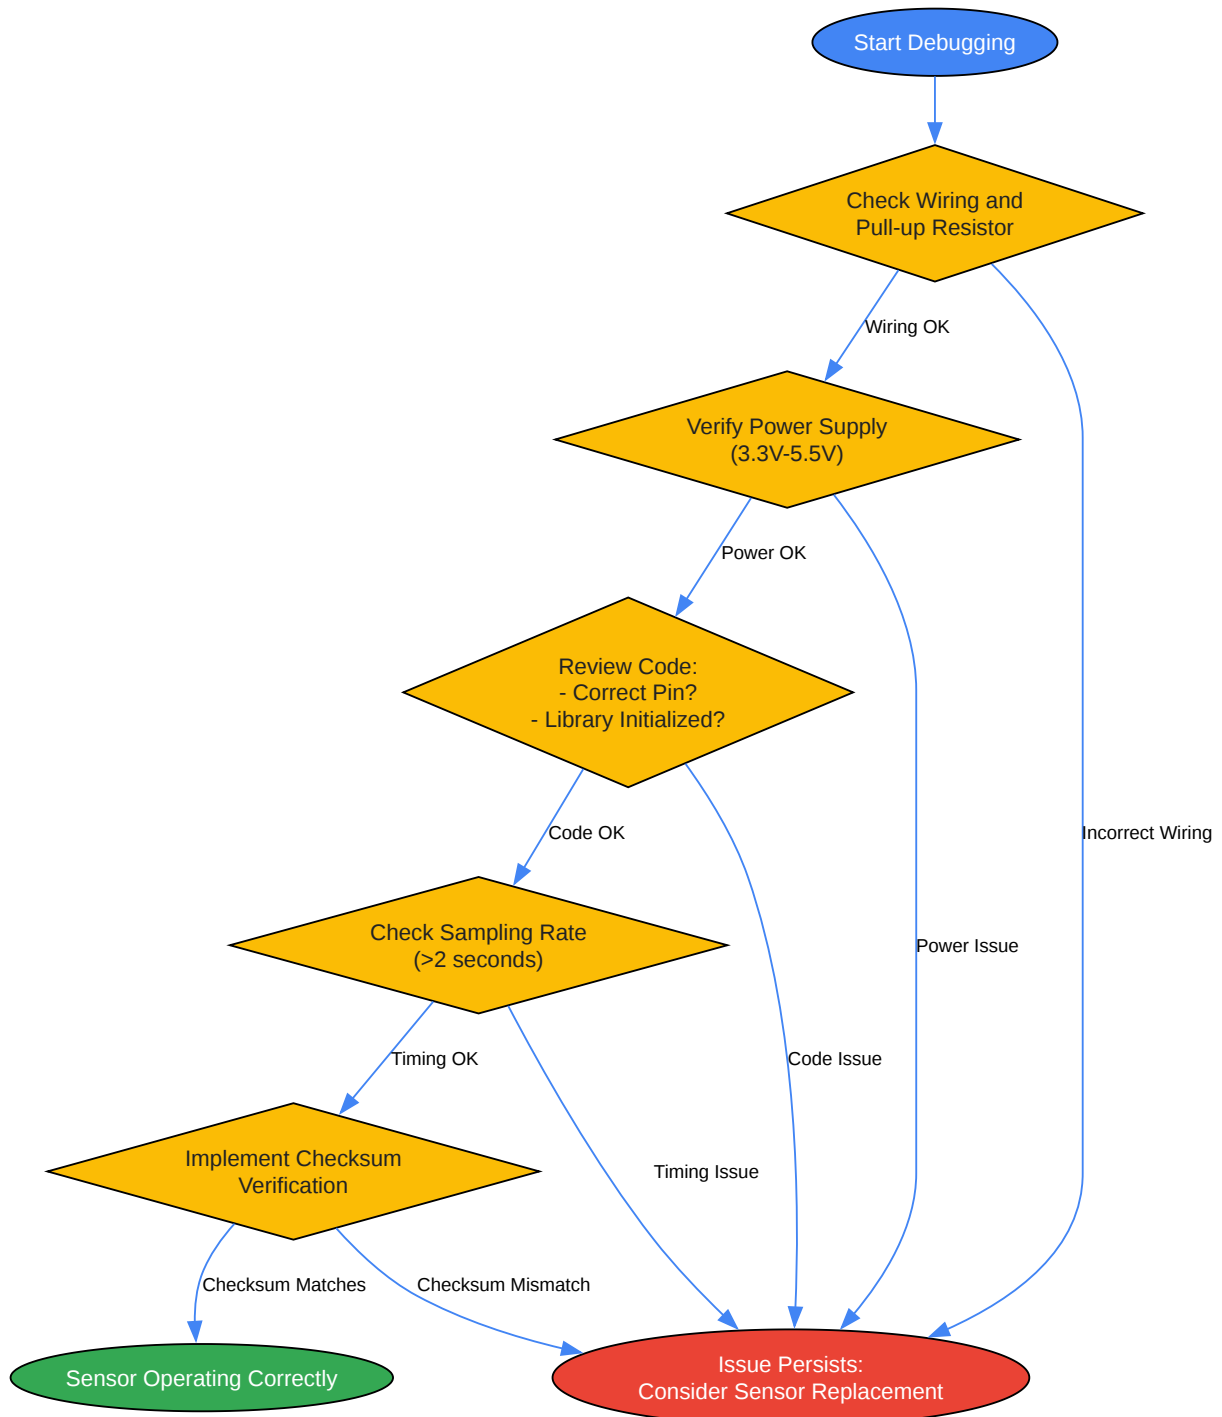 Start Debugging
Check Wiring and
Pull-up Resistor
Wiring OK
Verify Power Supply
(3.3V-5.5V)
Power OK
Review Code:
- Correct Pin?
- Library Initialized?
Code OK
Incorrect Wiring
Check Sampling Rate
(>2 seconds)
Power Issue
Timing OK
Code Issue
Implement Checksum
Verification
Timing Issue
Checksum Matches
Checksum Mismatch
Sensor Operating Correctly
Issue Persists:
Consider Sensor Replacement